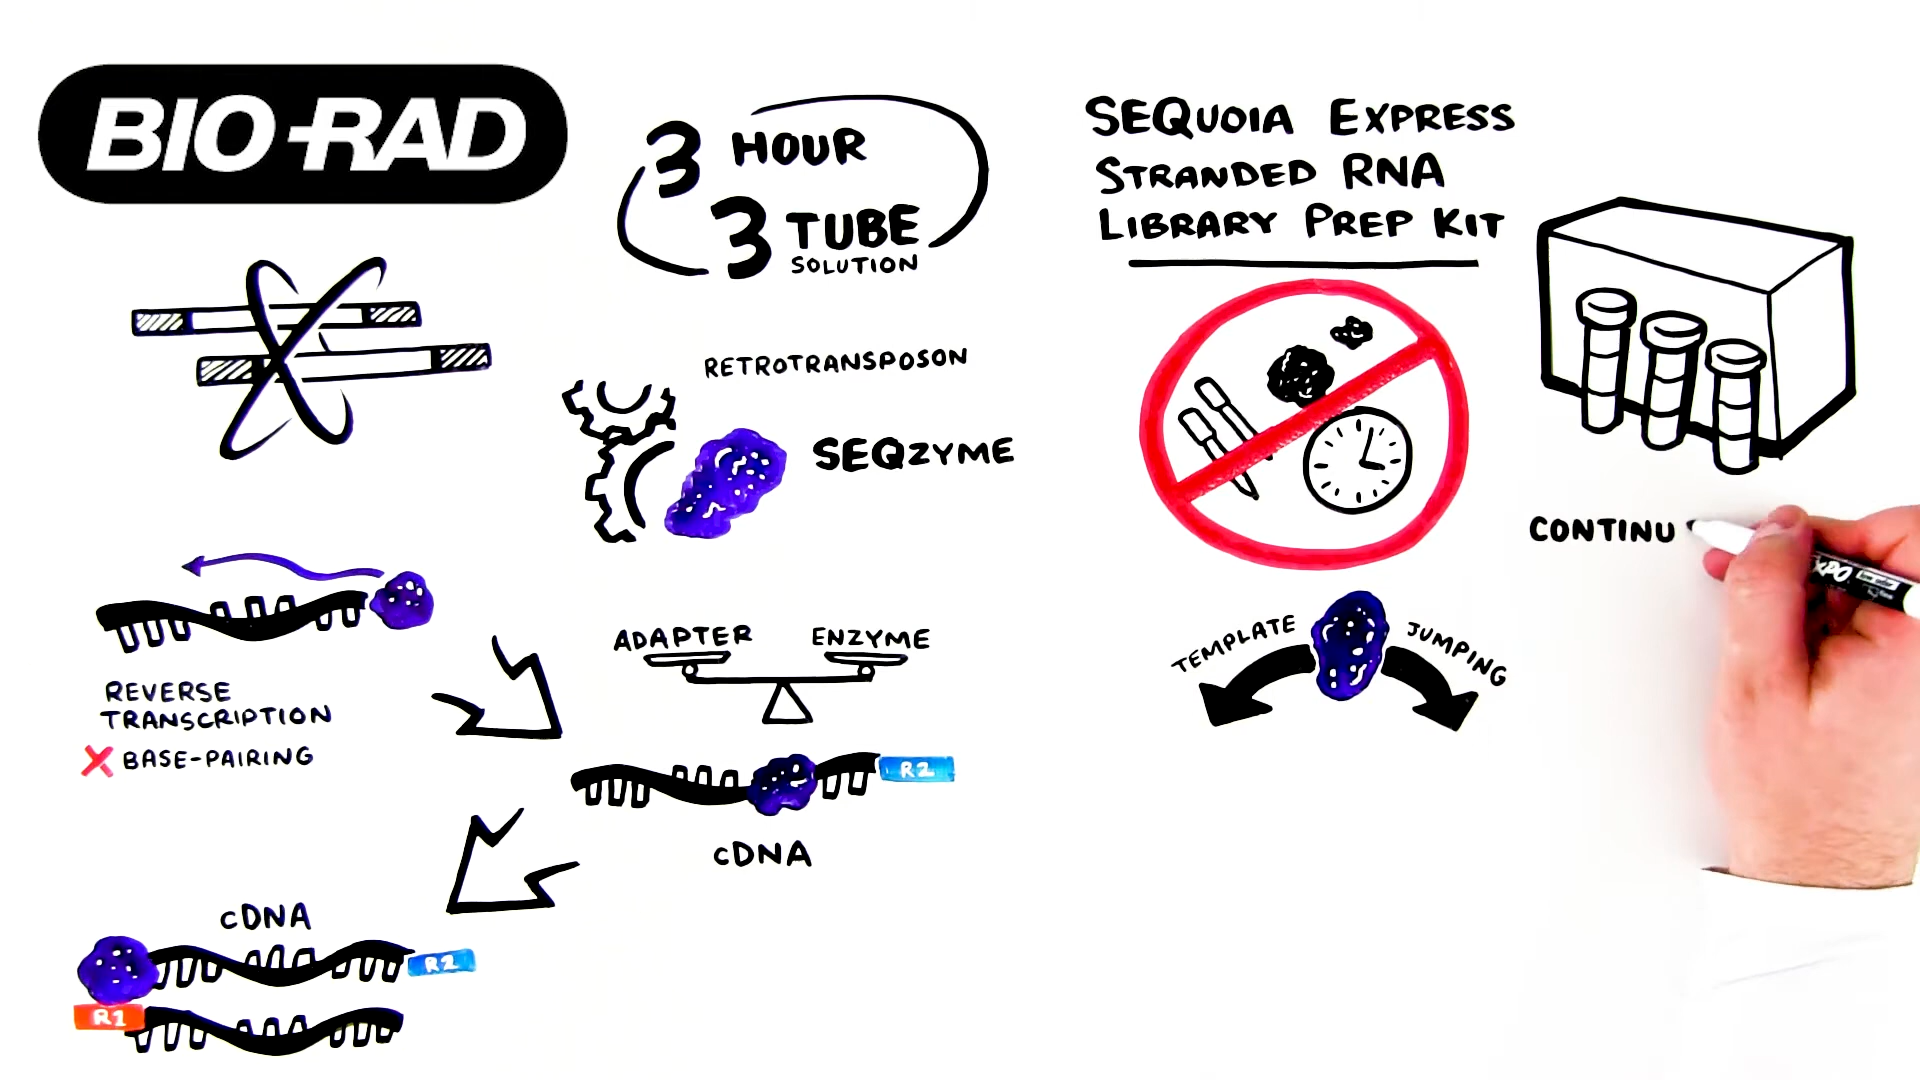 BIO-RAD
3 HOUR
3 TUBE
SOLUTION
SEQUOIA EXPRESS
STRANDED RNA
LIBRARY PREP KIT
RETROTRANSPOSON
SEQZYME
CONTINU
TEMPLATE
JUMPING
REVERSE
TRANSCRIPTION
X BASE-PAIRING
ADAPTER
ENZYME
R2
cDNA
cDNA
R2
R1